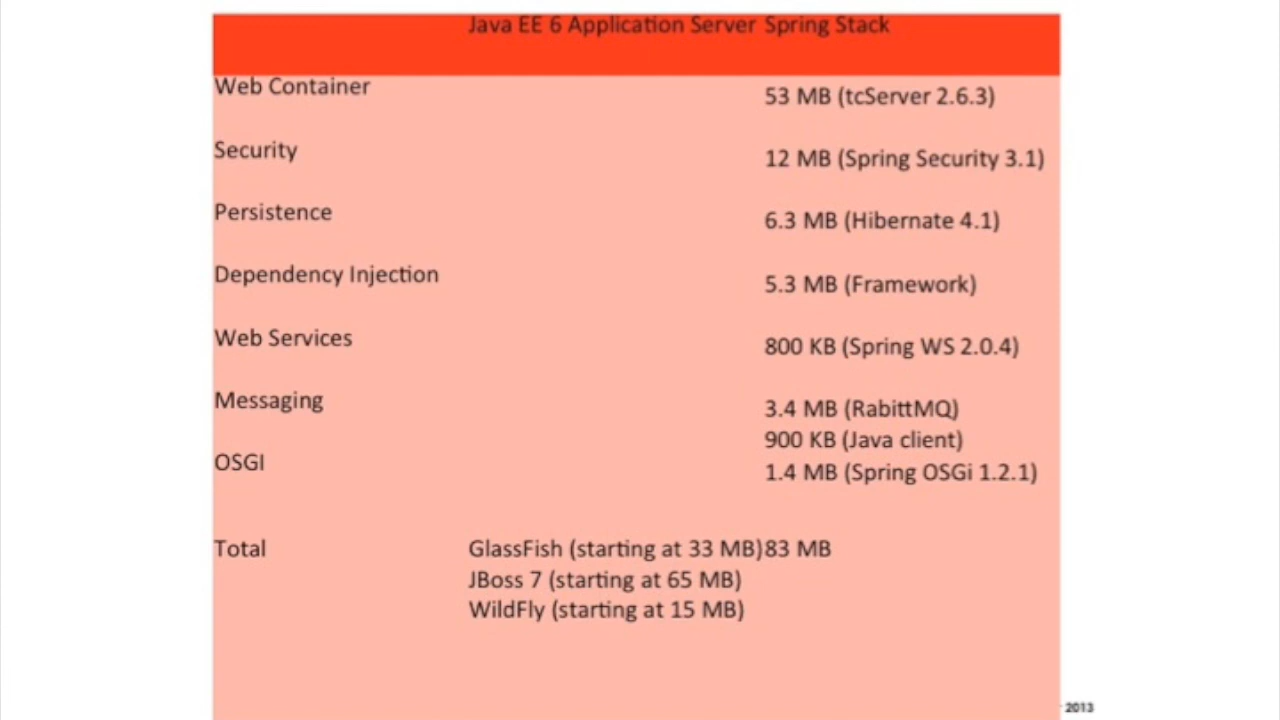 Java EE 6 Application Server Spring Stack
Web Container 53 MB (tcServer 2.6.3)
Security 12 MB (Spring Security 3.1)
Persistence 6.3 MB (Hibernate 4.1)
Dependency Injection 5.3 MB (Framework)
Web Services 800 KB (Spring WS 2.0.4)
Messaging 3.4 MB (RabittMQ)
900 KB (Java client)
OSGI 1.4 MB (Spring OSGi 1.2.1)
Total GlassFish (starting at 33 MB) 83 MB
JBoss 7 (starting at 65 MB)
WildFly (starting at 15 MB)
2013